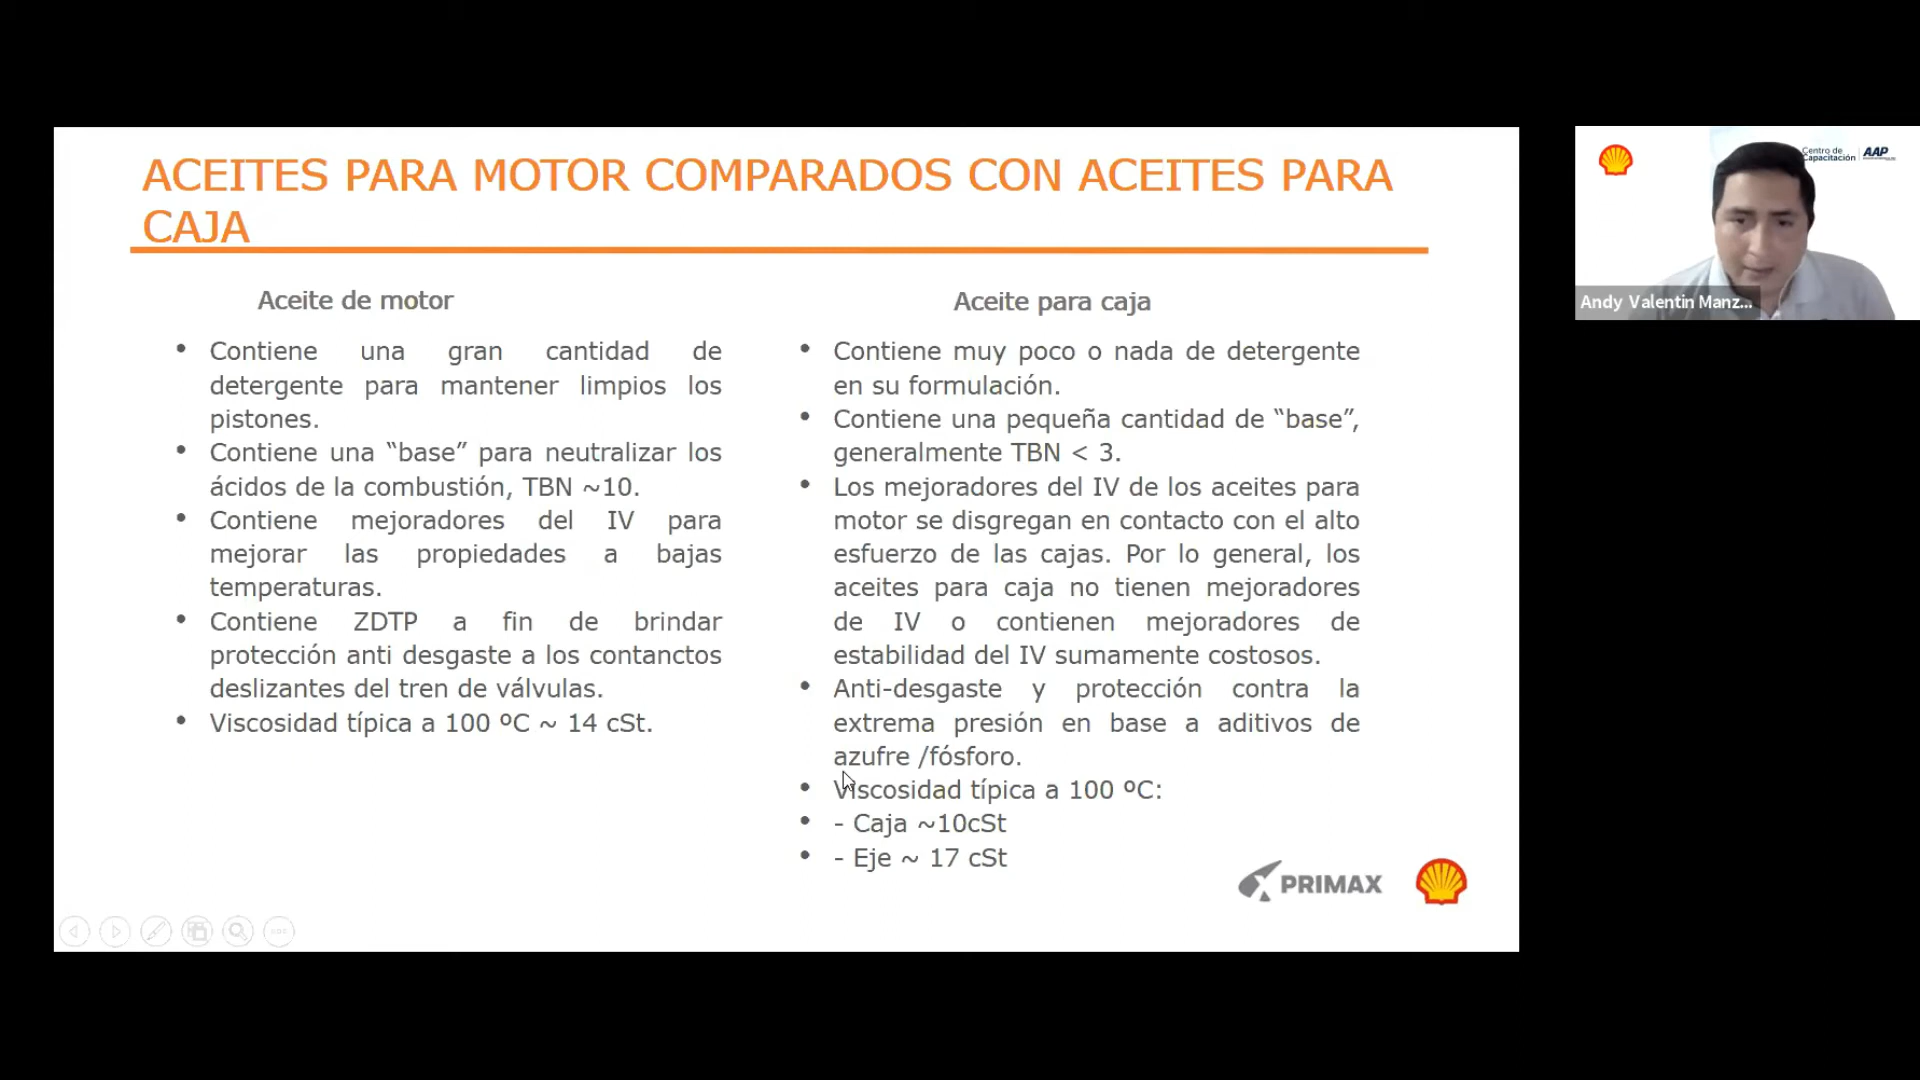 ACEITES PARA MOTOR COMPARADOS CON ACEITES PARA
CAJA
Aceite de motor
• Contiene una gran cantidad de
detergente para mantener limpios los
pistones.
• Contiene una “base” para neutralizar los
ácidos de la combustión, TBN ~10.
• Contiene mejoradores del IV para
mejorar las propiedades a bajas
temperaturas.
• Contiene ZDTP a fin de brindar
protección anti desgaste a los contanctos
deslizantes del tren de válvulas.
• Viscosidad típica a 100 ºC ~ 14 cSt.
Aceite para caja
• Contiene muy poco o nada de detergente
en su formulación.
• Contiene una pequeña cantidad de “base”,
generalmente TBN < 3.
• Los mejoradores del IV de los aceites para
motor se disgregan en contacto con el alto
esfuerzo de las cajas. Por lo general, los
aceites para caja no tienen mejoradores
de IV o contienen mejoradores de
estabilidad del IV sumamente costosos.
• Anti-desgaste y protección contra la
extrema presión en base a aditivos de
azufre /fósforo.
• Viscosidad típica a 100 ºC:
• - Caja ~10cSt
• - Eje ~ 17 cSt
PRIMAX
Centro de
Capacitación
AAP
Andy Valentin Manz...